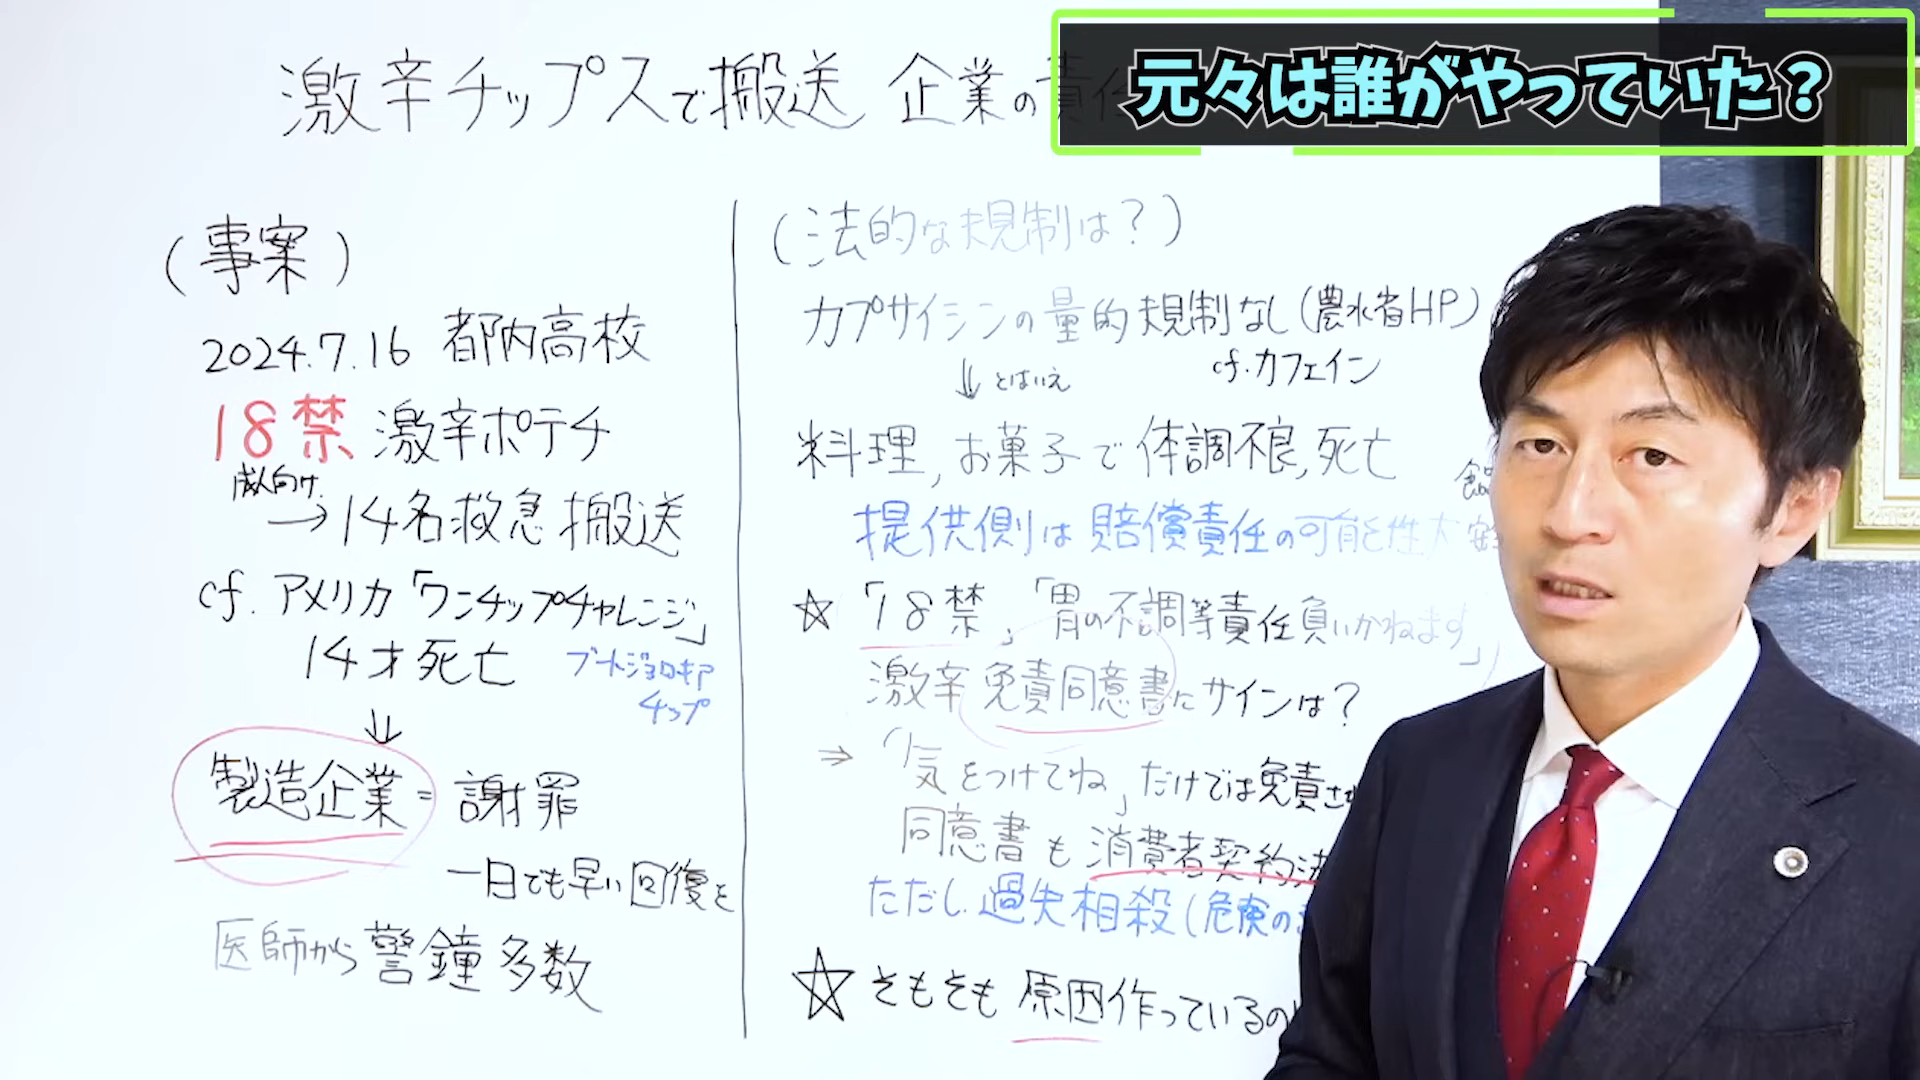 元々は誰がやっていた?
激辛チップスで搬送 企業の責任
(事案)
2024.7.16 都内高校
18禁 激辛ポテチ
成人向け
→14名救急搬送
cf. アメリカ「ワンチップチャレンジ」
14才死亡 ブートジョロキア
チップ
↓
製造企業 = 謝罪
一日でも早い回復を
医師から警鐘多数
(法的な規制は?)
カプサイシンの量的規制なし(農水省HP)
↓とはいえ cf.カフェイン
料理,お菓子で体調不良,死亡
提供側は賠償責任の可能性大
☆「18禁」「胃の不調等責任負いかねます」
激辛免責同意書にサインは?
⇒「気をつけてね」だけでは免責され
同意書も消費者契約法
ただし過失相殺(危険の
☆そもそも原因作っているの